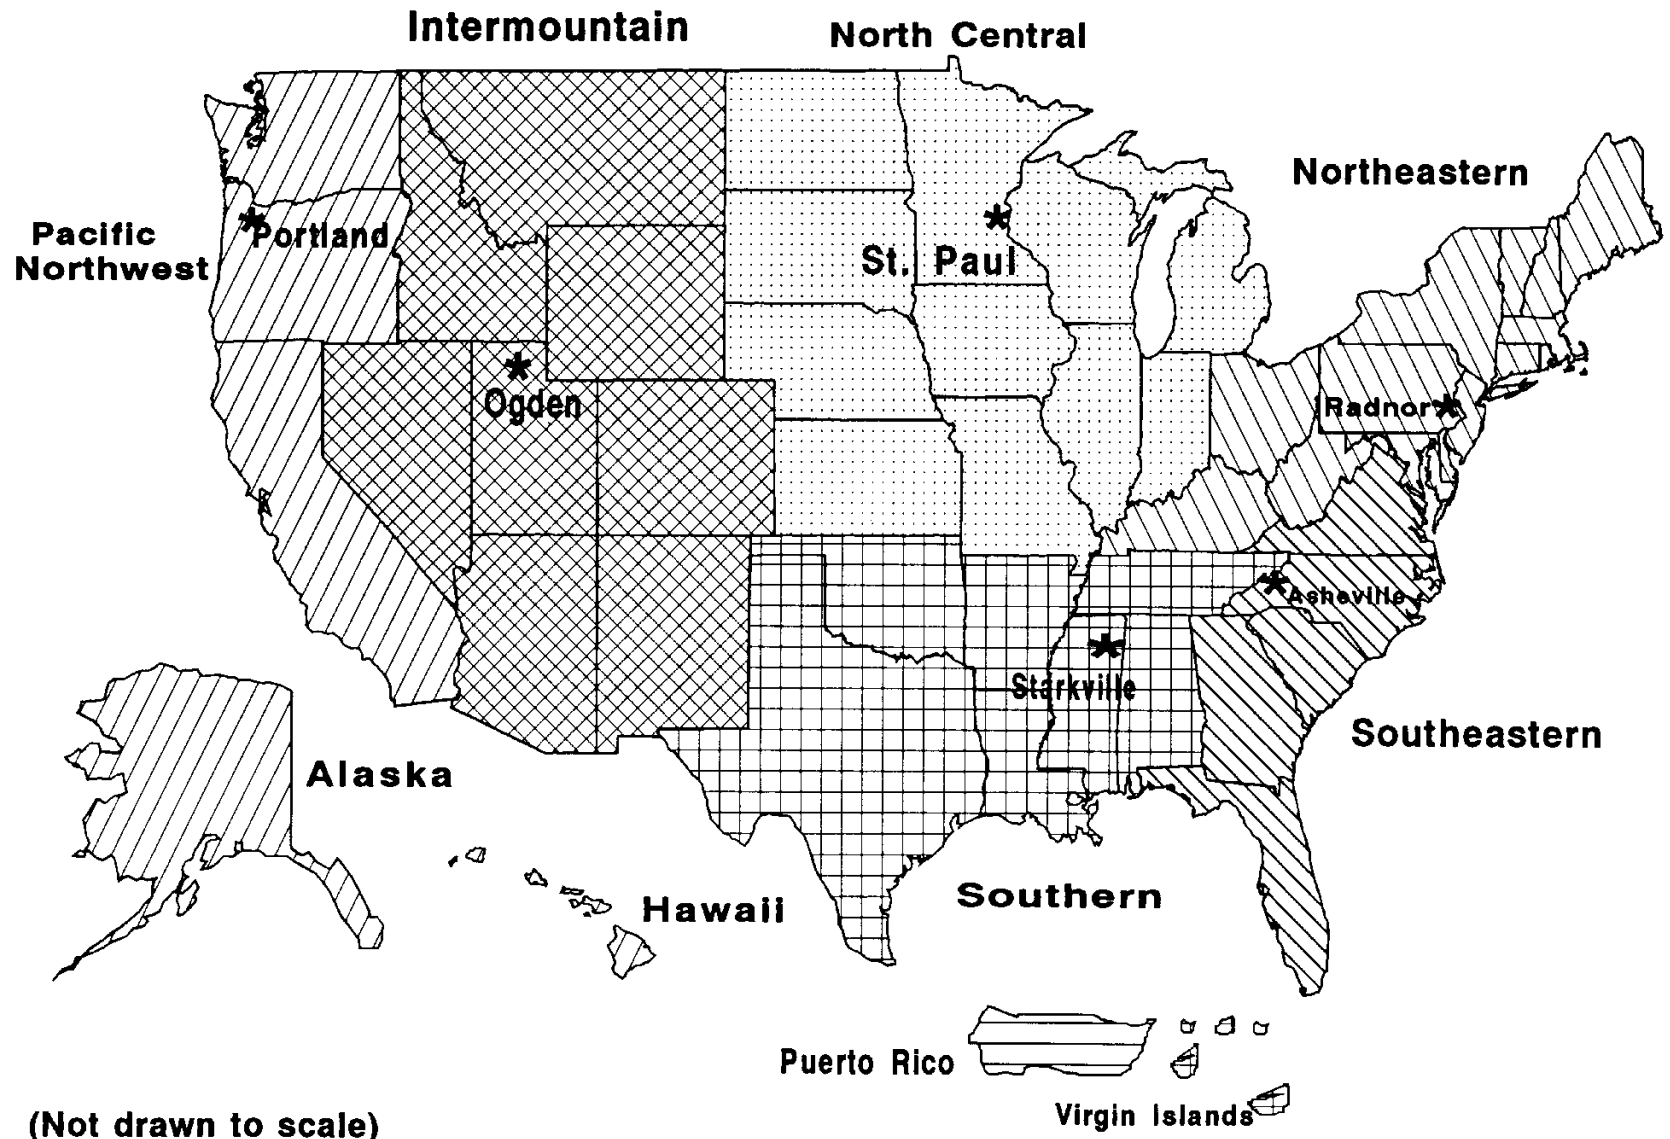 Intermountain
North Central
Northeastern
Pacific
Northwest
Portland
St. Paul
Ogden
Radnor
Asheville
Starkville
Southeastern
Alaska
Hawaii
Southern
Puerto Rico
Virgin Islands
(Not drawn to scale)